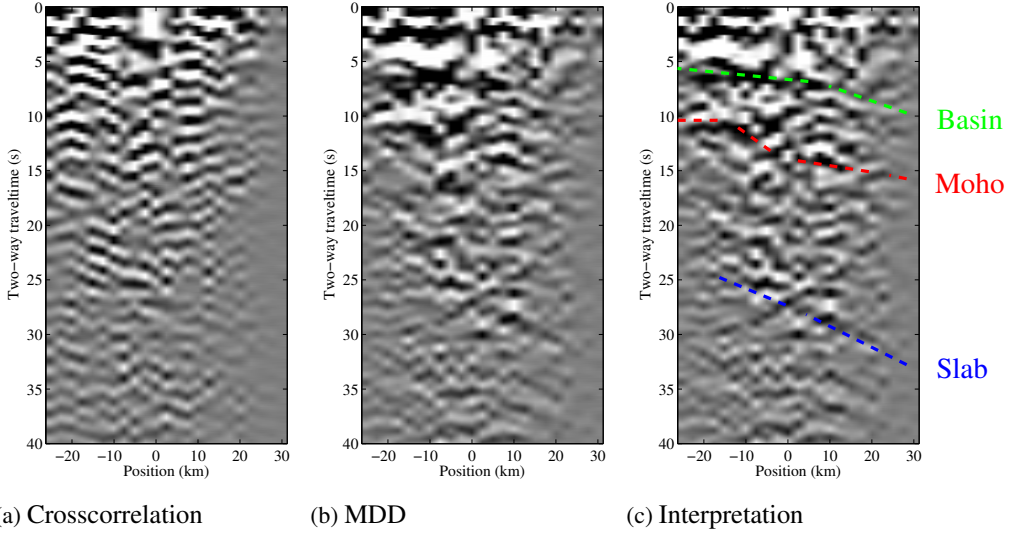 0
5
10
15
20
25
30
35
40
Two−way traveltime (s)
−20 −10 0 10 20 30
Position (km)
0
5
10
15
20
25
30
35
40
Two−way traveltime (s)
−20 −10 0 10 20 30
Position (km)
0
5
10
15
20
25
30
35
40
Two−way traveltime (s)
−20 −10 0 10 20 30
Position (km)
Basin
Moho
Slab
(a) Crosscorrelation
(b) MDD
(c) Interpretation